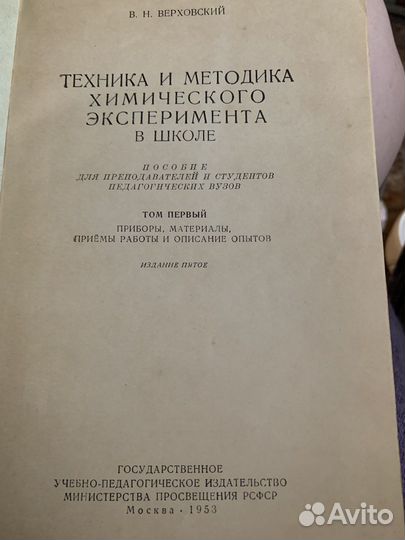 В. Н. ВЕРХОВСКИЙ
ТЕХНИКА И МЕТОДИКА
ХИМИЧЕСКОГО
ЭКСПЕРИМЕНТА
В ШКОЛЕ
ПОСОБИЕ
ДЛЯ ПРЕПОДАВАТЕЛЕЙ И СТУДЕНТОВ
ПЕДАГОГИЧЕСКИХ ВУЗОВ
ТОМ ПЕРВЫЙ
ПРИБОРЫ, МАТЕРИАЛЫ,
ПРИЁМЫ РАБОТЫ И ОПИСАНИЕ ОПЫТОВ
ИЗДАНИЕ ПЯТОЕ
ГОСУДАРСТВЕННОЕ
УЧЕБНО-ПЕДАГОГИЧЕСКОЕ ИЗДАТЕЛЬСТВО
МИНИСТЕРСТВА ПРОСВЕЩЕНИЯ РСФСР
Москва • 1953
Avito